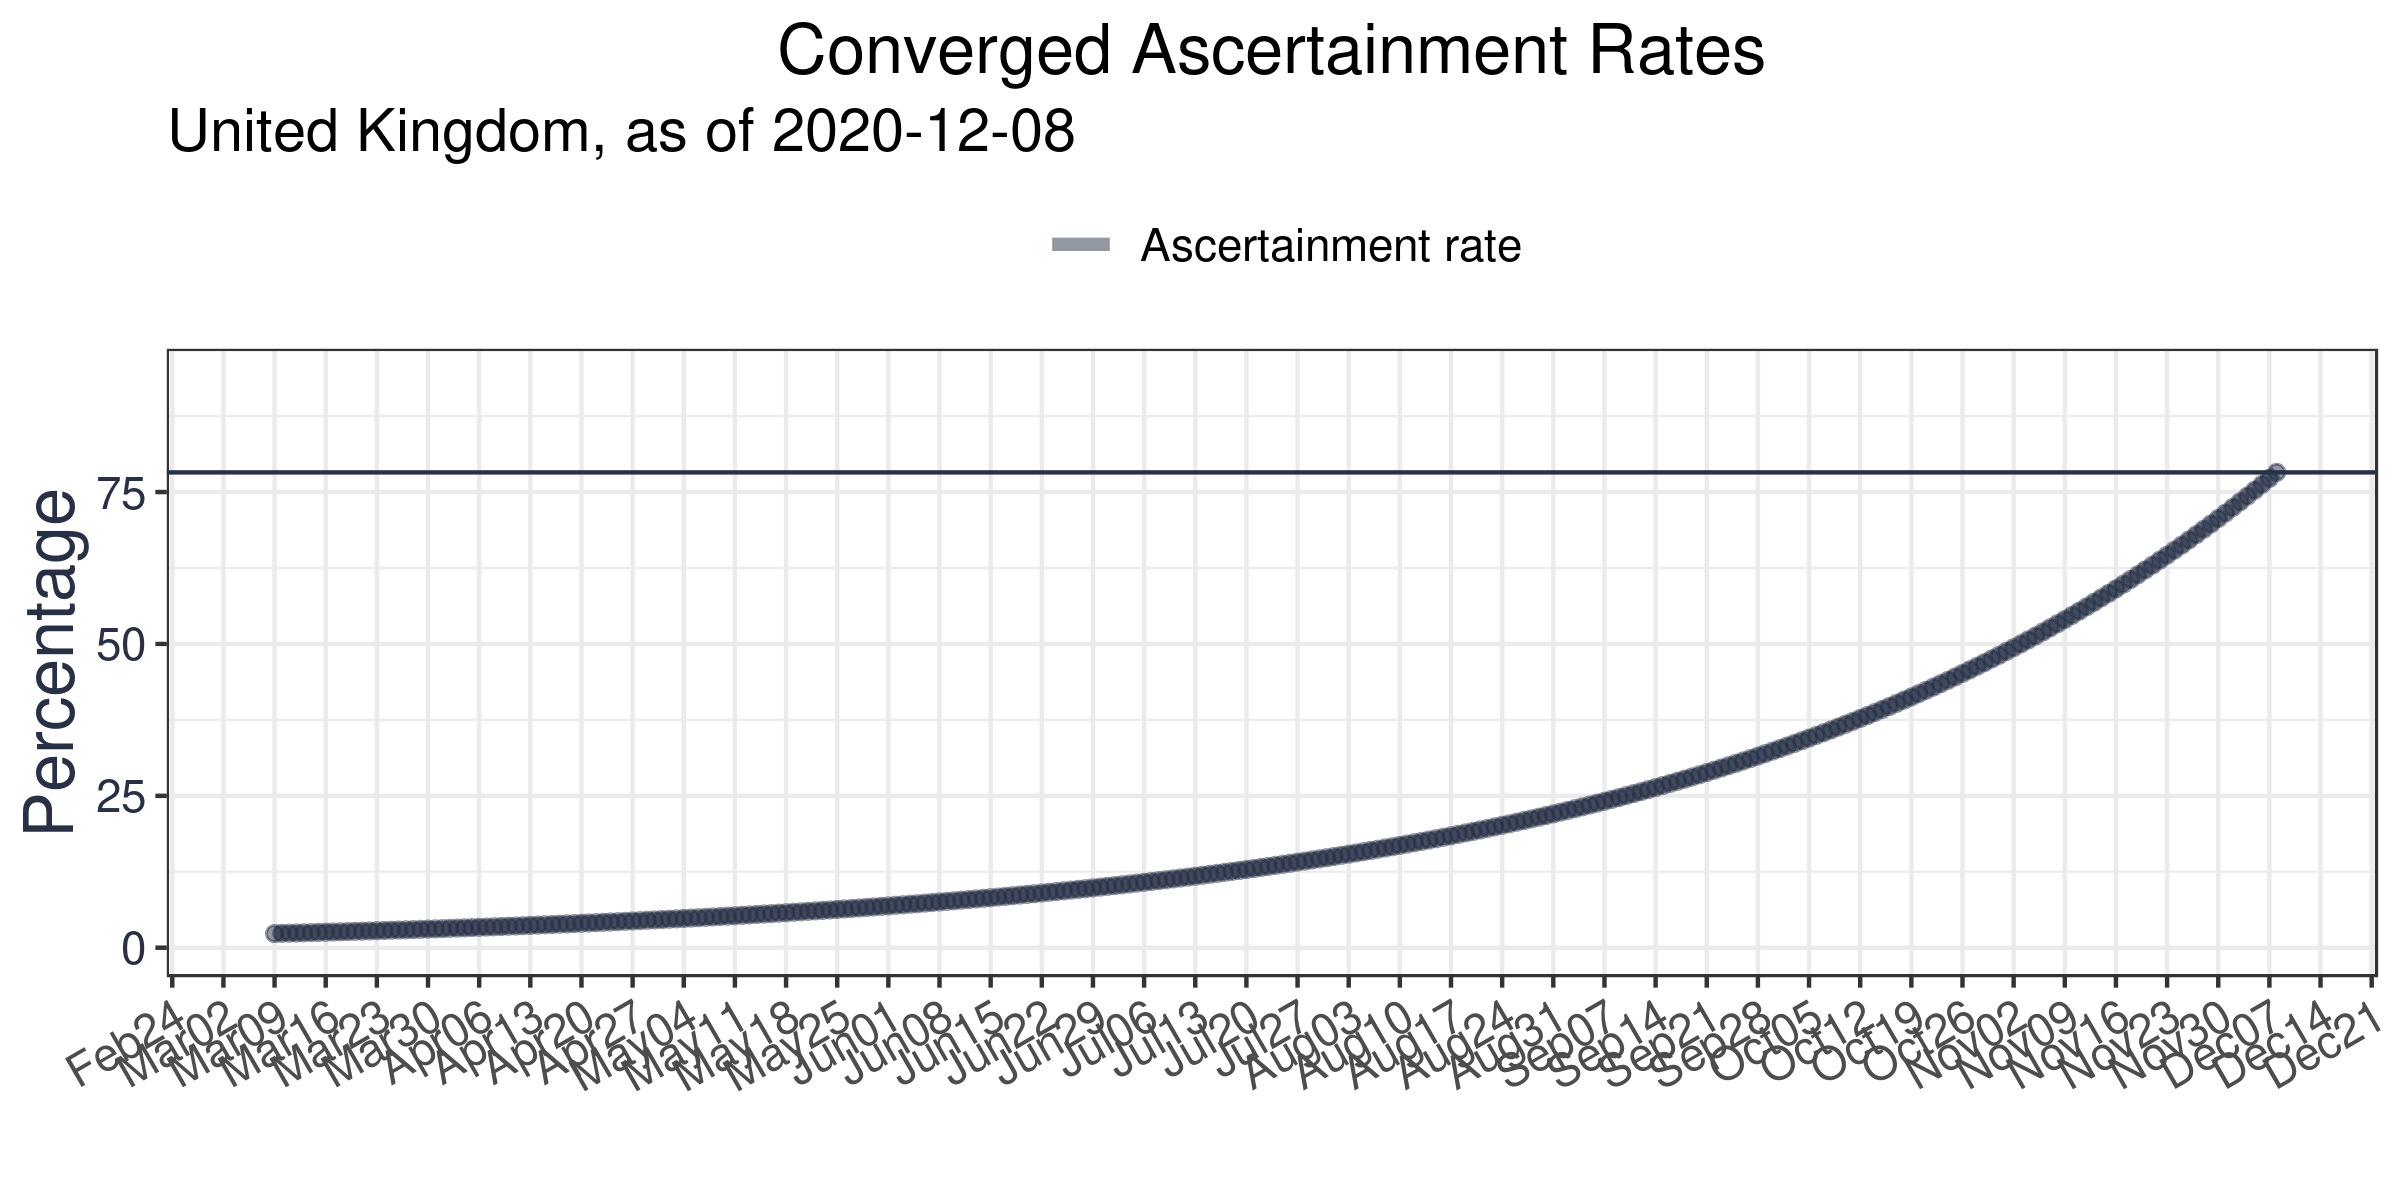 Converged Ascertainment Rates
United Kingdom, as of 2020-12-08
Ascertainment rate
Percentage
75
50
25
0
Feb24 Mar02 Mar09 Mar16 Mar23 Mar30 Apr06 Apr13 Apr20 Apr27 May04 May11 May18 May25 Jun01 Jun08 Jun15 Jun22 Jun29 Jul06 Jul13 Jul20 Jul27 Aug03 Aug10 Aug17 Aug24 Aug31 Sep07 Sep14 Sep21 Sep28 Oct05 Oct12 Oct19 Oct26 Nov02 Nov09 Nov16 Nov23 Nov30 Dec07 Dec14 Dec21